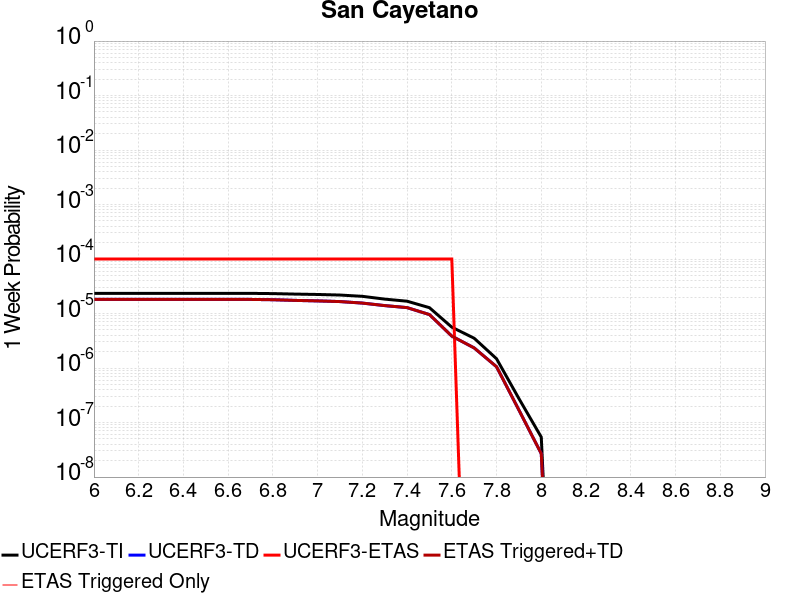 San Cayetano
10^0
10^-1
10^-2
10^-3
10^-4
10^-5
10^-6
10^-7
10^-8
1 Week Probability
6 6.2 6.4 6.6 6.8 7 7.2 7.4 7.6 7.8 8 8.2 8.4 8.6 8.8 9
Magnitude
UCERF3-TI UCERF3-TD UCERF3-ETAS ETAS Triggered+TD
ETAS Triggered Only